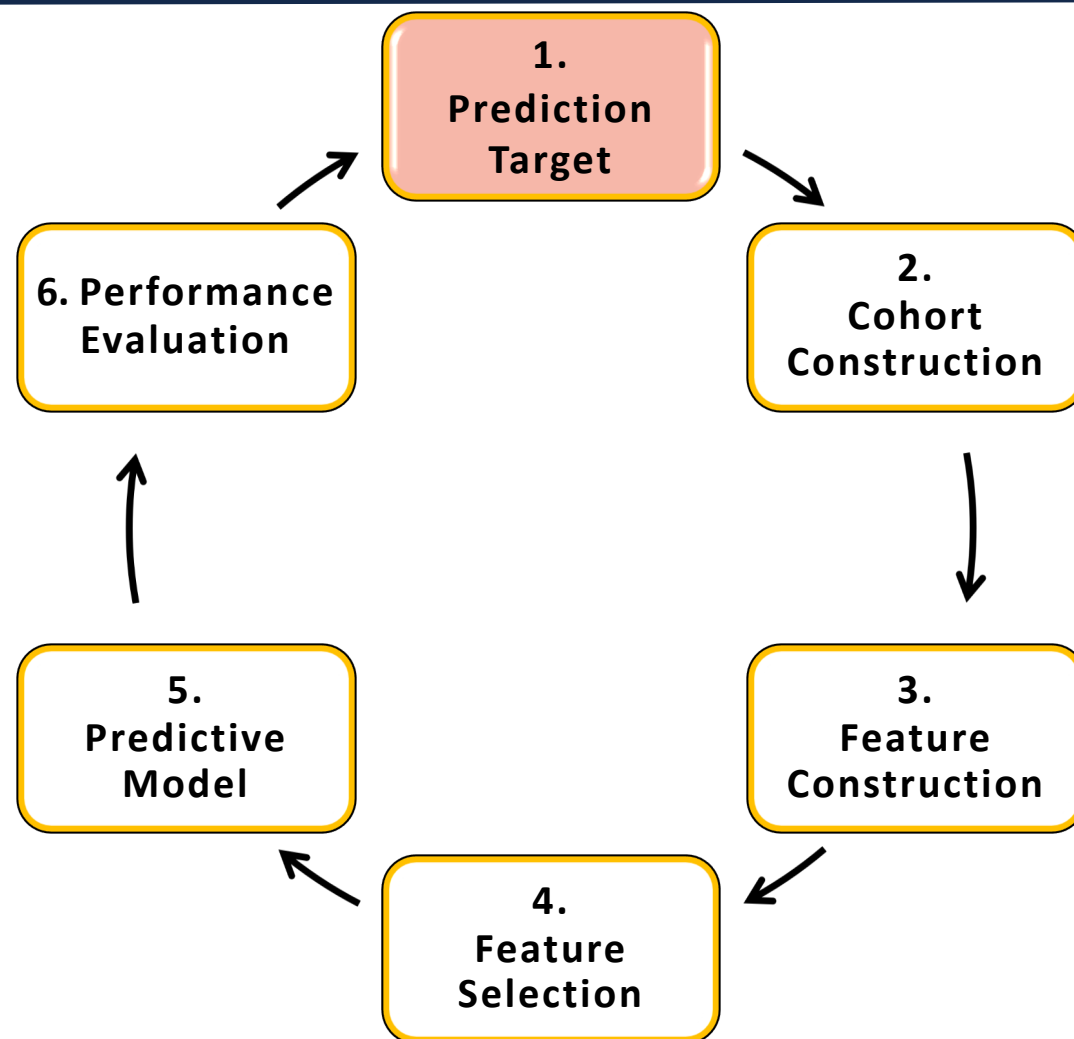 1.
Prediction
Target
2.
Cohort
Construction
3.
Feature
Construction
4.
Feature
Selection
5.
Predictive
Model
6. Performance
Evaluation